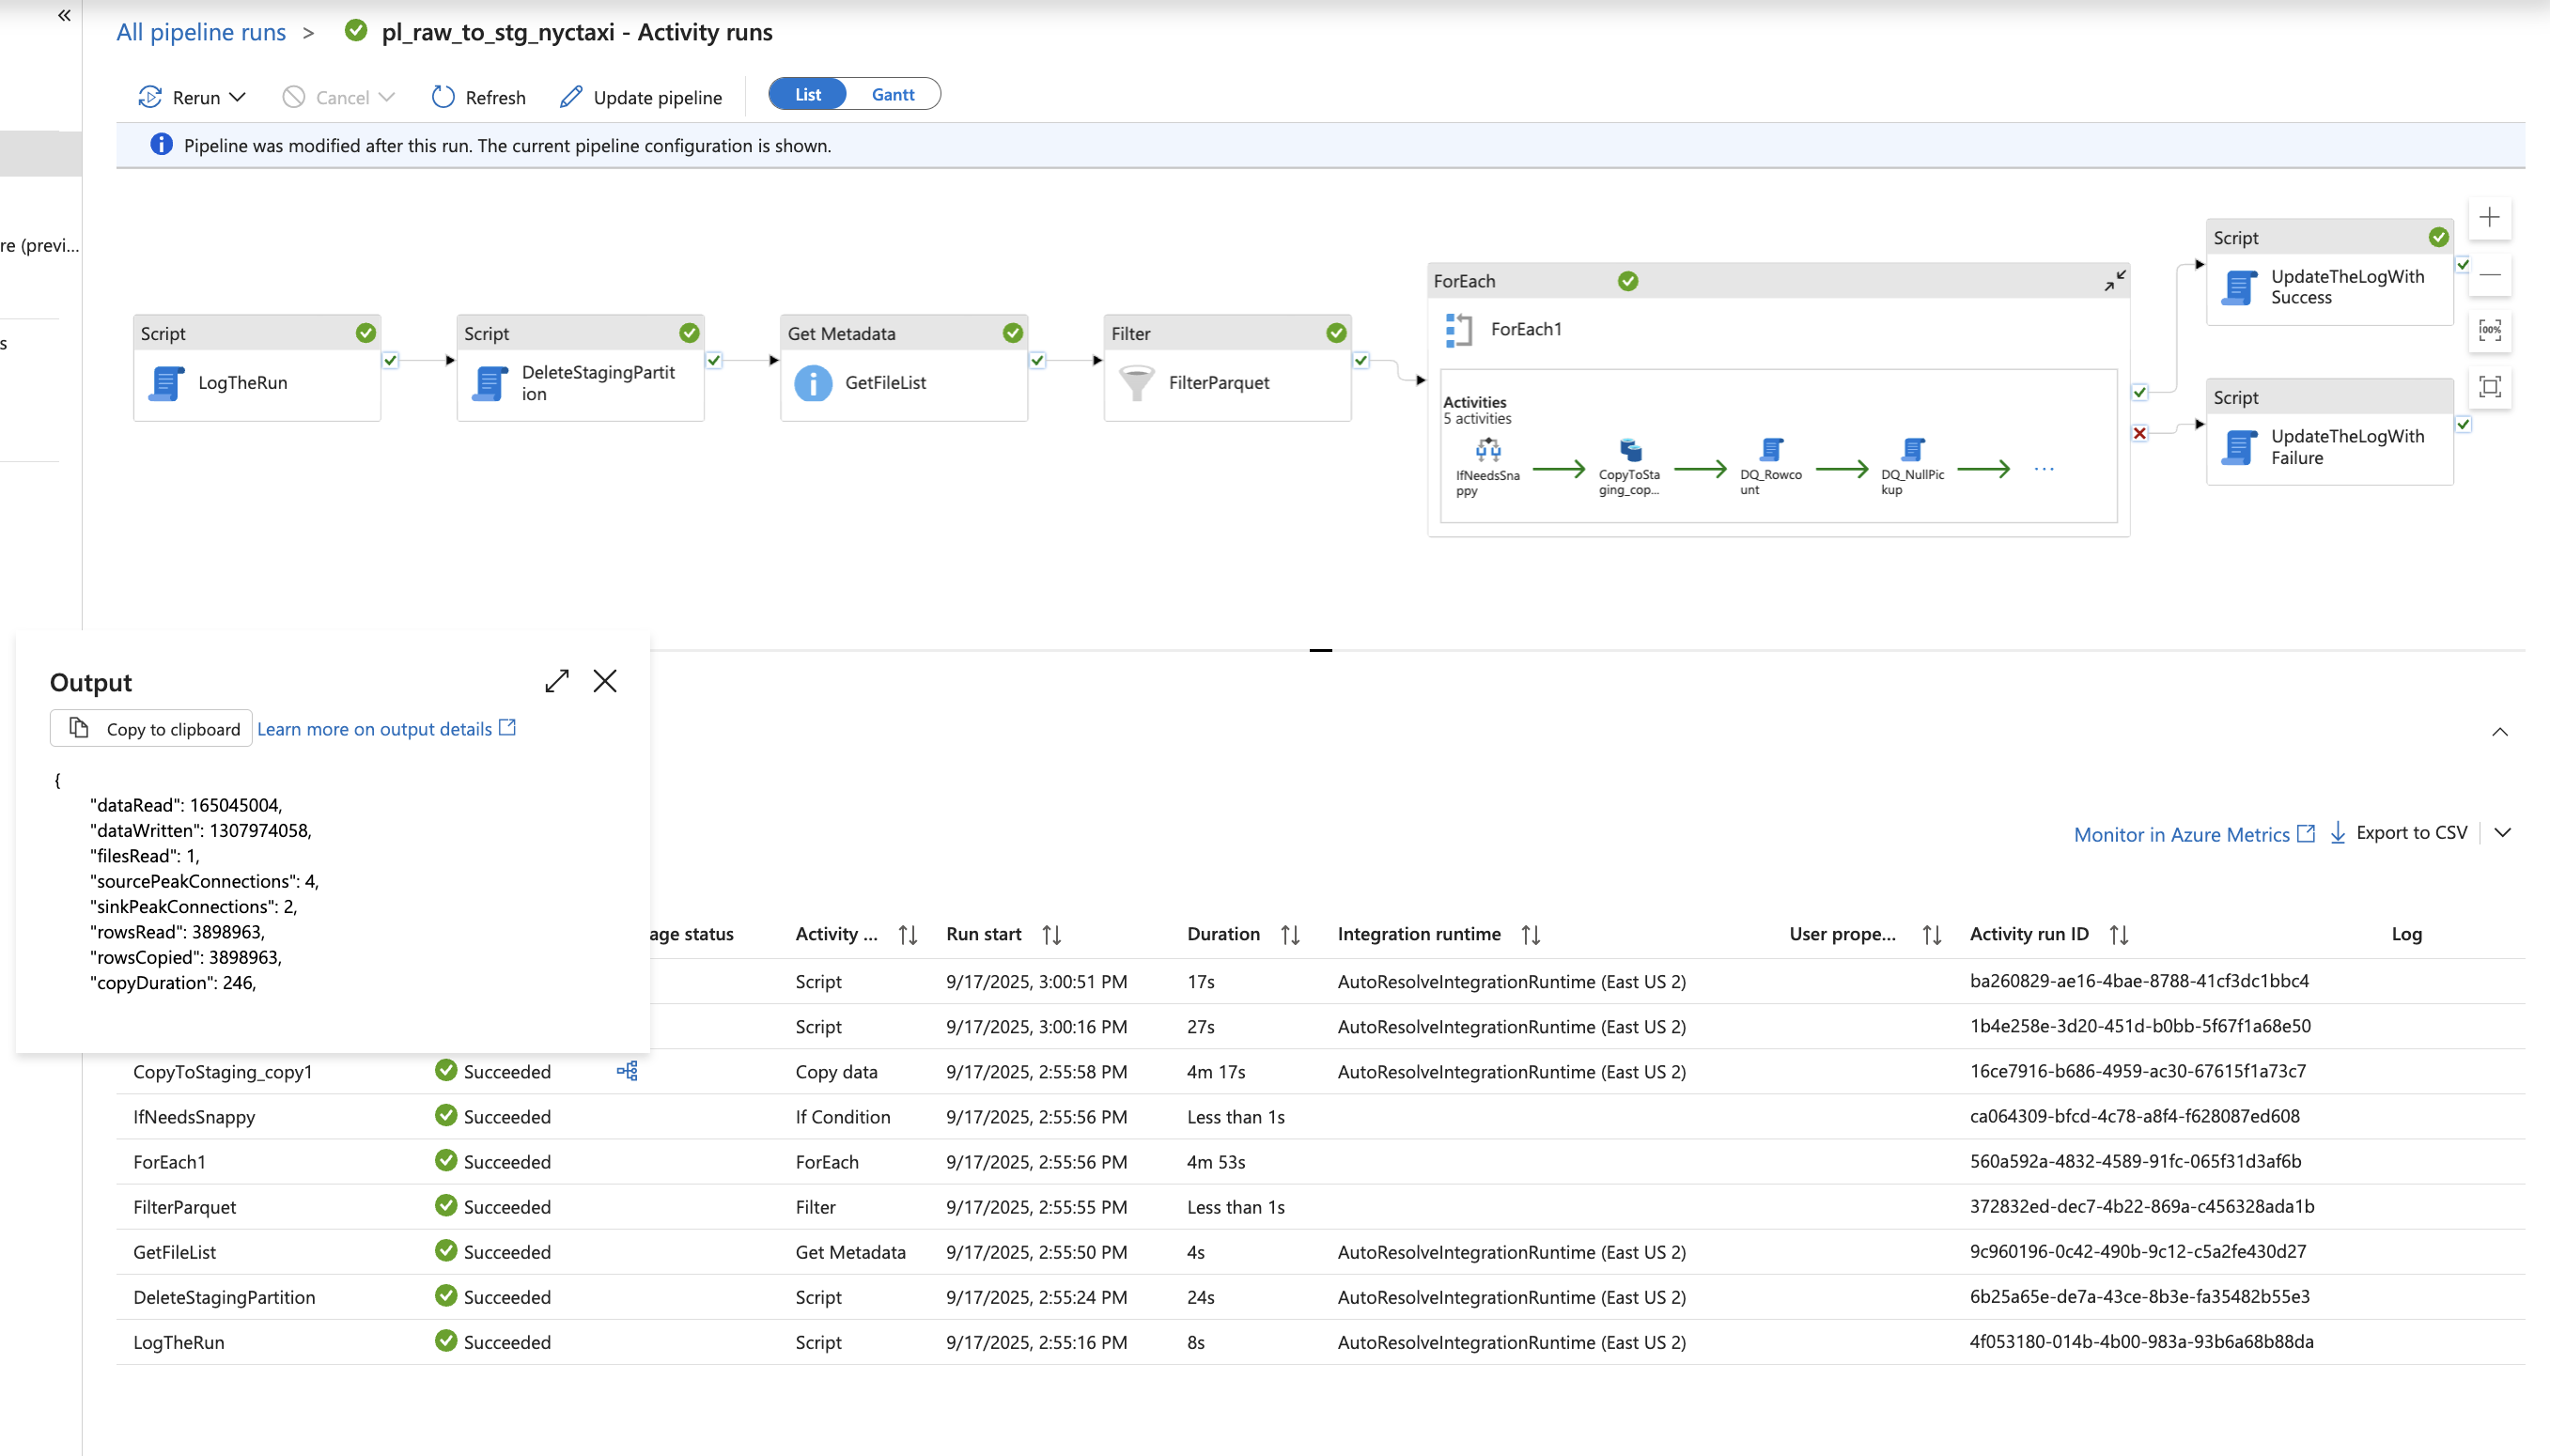 All pipeline runs > pl_raw_to_stg_nyctaxi - Activity runs
Rerun Cancel Refresh Update pipeline List Gantt
Pipeline was modified after this run. The current pipeline configuration is shown.
re (previ...
s
Script
LogTheRun
Script
DeleteStagingPartit
ion
Get Metadata
GetFileList
Filter
FilterParquet
ForEach
ForEach1
Activities
5 activities
IfNeedsSna
ppy
CopyToSta
ging_cop...
DQ_Rowco
unt
DQ_NullPic
kup
...
Script
UpdateTheLogWith
Success
Script
UpdateTheLogWith
Failure
100%
Output
Copy to clipboard Learn more on output details
{
"dataRead": 165045004,
"dataWritten": 1307974058,
"filesRead": 1,
"sourcePeakConnections": 4,
"sinkPeakConnections": 2,
"rowsRead": 3898963,
"rowsCopied": 3898963,
"copyDuration": 246,
Monitor in Azure Metrics Export to CSV
age status Activity ... Run start Duration Integration runtime User prope... Activity run ID Log
Script 9/17/2025, 3:00:51 PM 17s AutoResolveIntegrationRuntime (East US 2) ba260829-ae16-4bae-8788-41cf3dc1bbc4
Script 9/17/2025, 3:00:16 PM 27s AutoResolveIntegrationRuntime (East US 2) 1b4e258e-3d20-451d-b0bb-5f67f1a68e50
CopyToStaging_copy1 Succeeded Copy data 9/17/2025, 2:55:58 PM 4m 17s AutoResolveIntegrationRuntime (East US 2) 16ce7916-b686-4959-ac30-67615f1a73c7
IfNeedsSnappy Succeeded If Condition 9/17/2025, 2:55:56 PM Less than 1s ca064309-bfcd-4c78-a8f4-f628087ed608
ForEach1 Succeeded ForEach 9/17/2025, 2:55:56 PM 4m 53s 560a592a-4832-4589-91fc-065f31d3af6b
FilterParquet Succeeded Filter 9/17/2025, 2:55:55 PM Less than 1s 372832ed-dec7-4b22-869a-c456328ada1b
GetFileList Succeeded Get Metadata 9/17/2025, 2:55:50 PM 4s AutoResolveIntegrationRuntime (East US 2) 9c960196-0c42-490b-9c12-c5a2fe430d27
DeleteStagingPartition Succeeded Script 9/17/2025, 2:55:24 PM 24s AutoResolveIntegrationRuntime (East US 2) 6b25a65e-de7a-43ce-8b3e-fa35482b55e3
LogTheRun Succeeded Script 9/17/2025, 2:55:16 PM 8s AutoResolveIntegrationRuntime (East US 2) 4f053180-014b-4b00-983a-93b6a68b88da